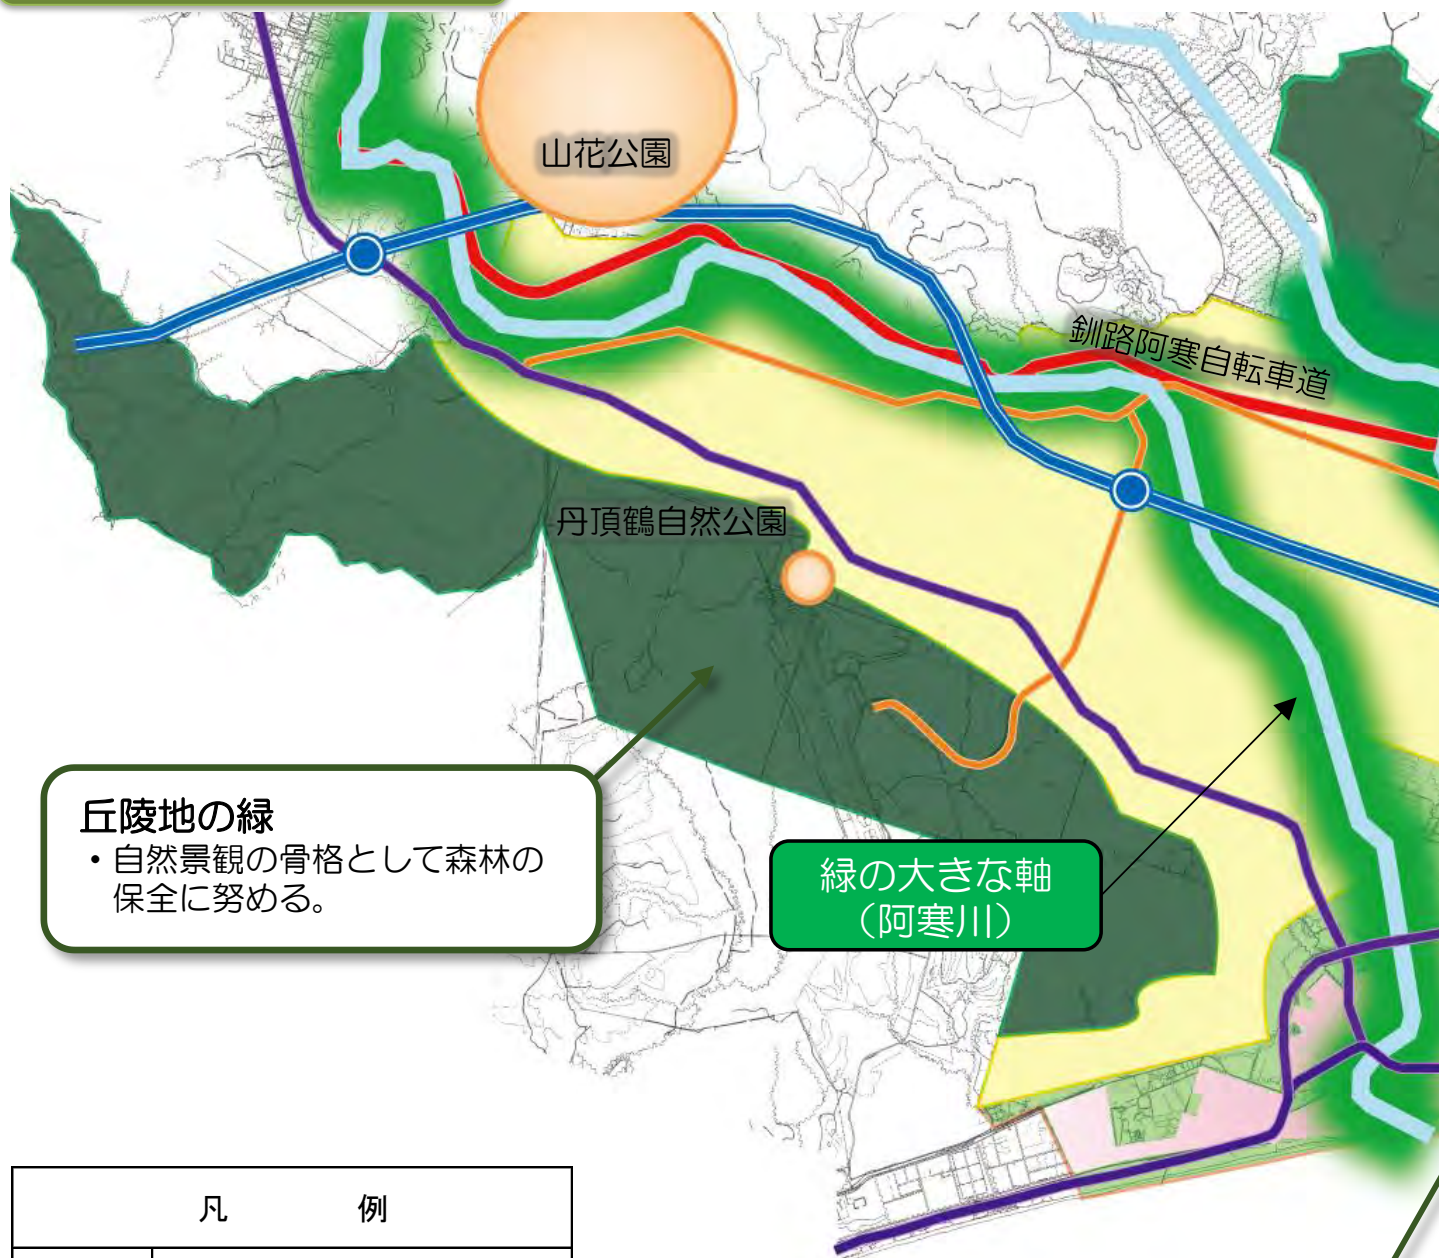 山花公園
釧路阿寒自転車道
丹頂鶴自然公園
丘陵地の緑
・自然景観の骨格として森林の
保全に努める。
緑の大きな軸
（阿寒川）
凡　例